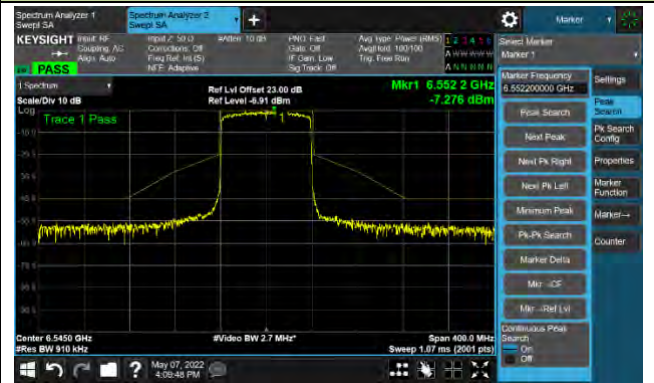 Spectrum Analyzer 1
Swept SA
Spectrum Analyzer 2
Swept SA
+
Marker
KEYSIGHT Input: RF
Coupling: AC
Align: Auto
Input Z: 50 Ω
Corrections: Off
Freq Ref: Int (S)
NFE: Adaptive
#Atten: 10 dB
PNO: Fast
Gate: Off
IF Gain: Low
Sig Track: Off
Avg Type: Power (RMS)
Avg|Hold: 100/100
Trig: Free Run
1 2 3 4 5 6
A W W W W W
A N N N N N
PASS
Select Marker
Marker 1
1 Spectrum
Scale/Div 10 dB
Log
Ref Lvl Offset 23.00 dB
Ref Level -6.91 dBm
Mkr1 6.552 2 GHz
-7.276 dBm
Trace 1 Pass
Marker Frequency
6.552200000 GHz
Peak Search
Next Peak
Next Pk Right
Next Pk Left
Minimum Peak
Pk-Pk Search
Marker Delta
Mkr→CF
Mkr→Ref Lvl
Continuous Peak
Search
On
Off
Settings
Peak
Search
Pk Search
Config
Properties
Marker
Function
Marker→
Counter
Center 6.5450 GHz
#Res BW 910 kHz
#Video BW 2.7 MHz*
Span 400.0 MHz
Sweep 1.07 ms (2001 pts)
?
May 07, 2022
4:09:48 PM